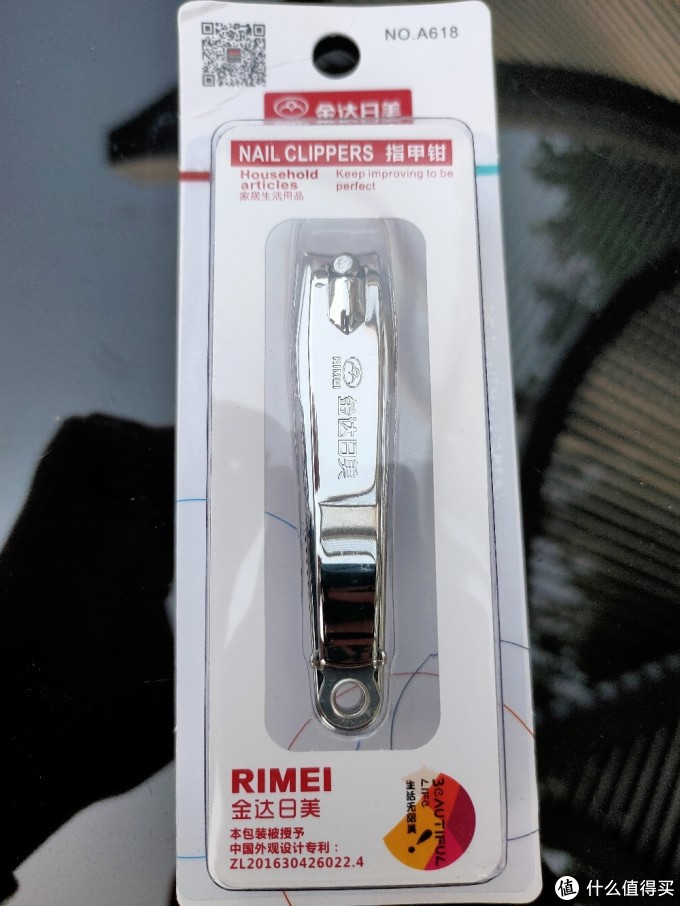 NO.A618
金达日美
NAIL CLIPPERS 指甲钳
Household articles
Keep improving to be perfect
家居生活用品
RIMEI
金达日美
RIMEI
金达日美
本包装被授予
中国外观设计专利：
ZL201630426022.4
BEAUTIFUL
LIFE
生活无限美
值 什么值得买